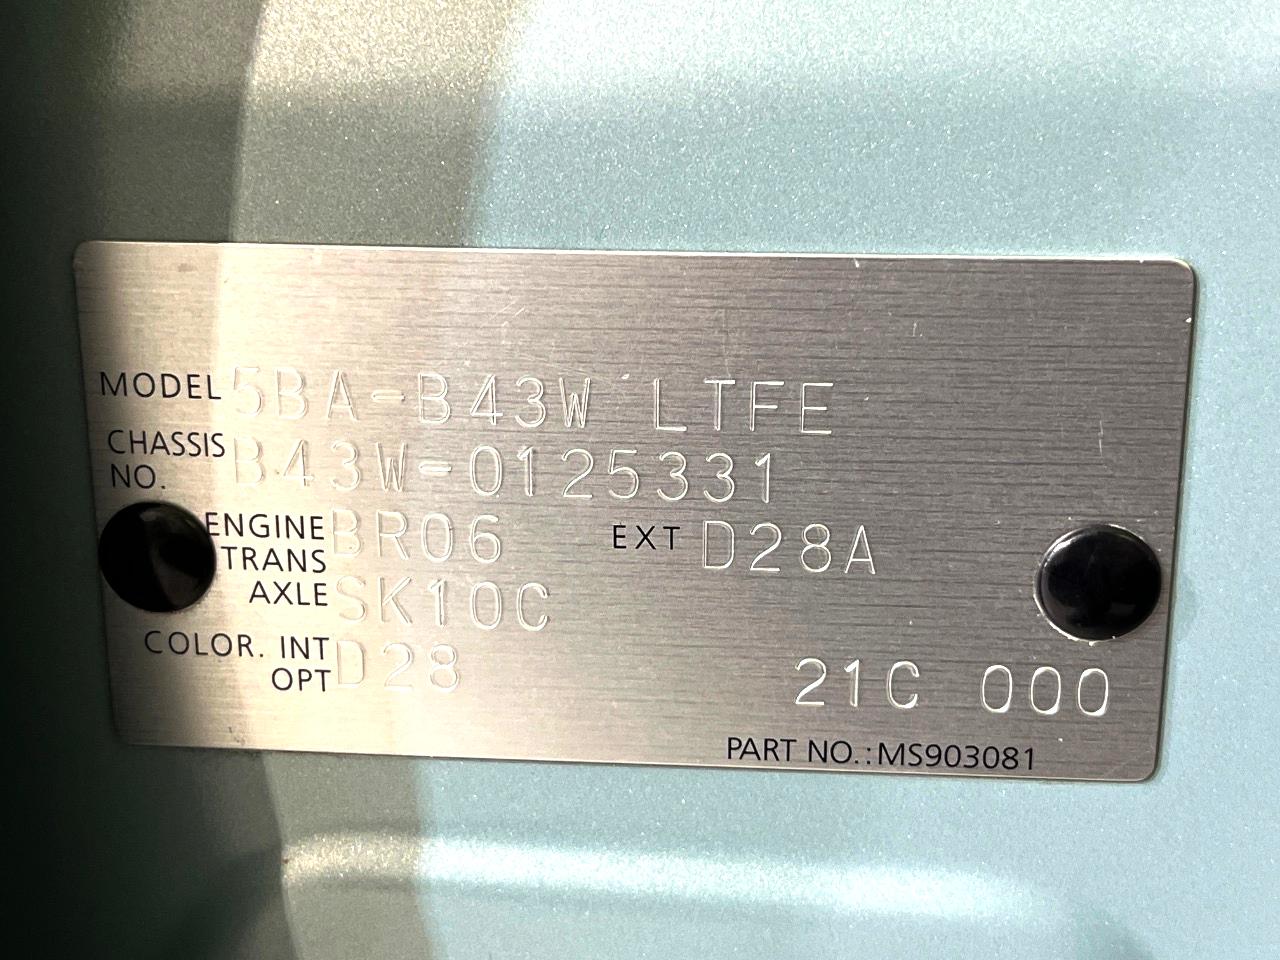 MODEL 5BA-B43W LTFE
CHASSIS NO. B43W-0125331
ENGINE BR06 EXT D28A
TRANS AXLE SK10C
COLOR. INT OPT D28 21C 000
PART NO.:MS903081